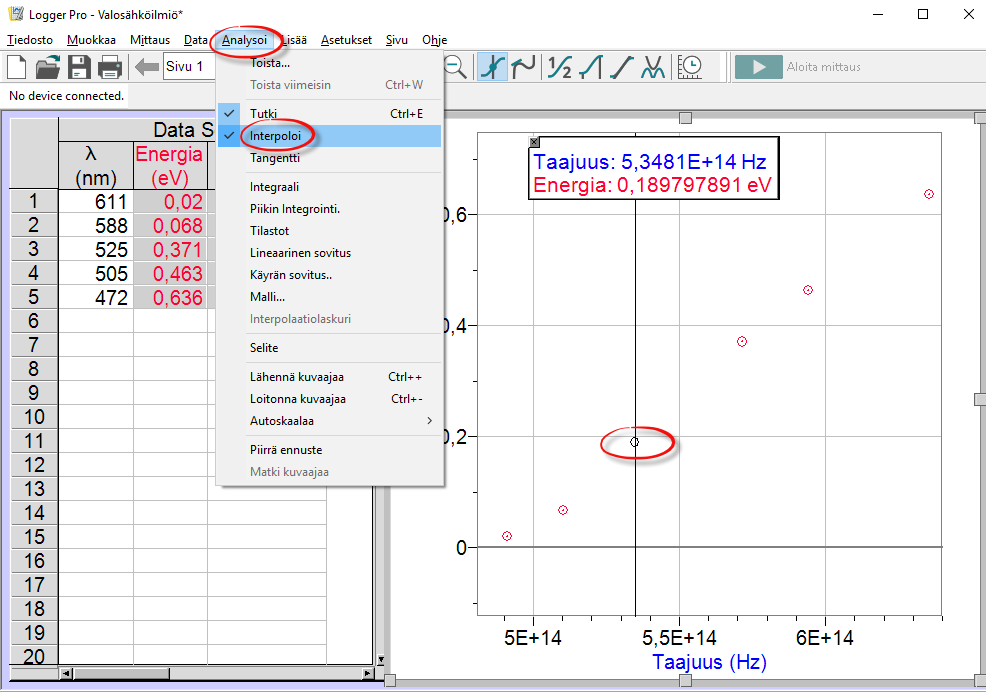 Logger Pro - Valosähköilmiö*
Tiedosto Muokkaa Mittaus Data Analysoi Lisää Asetukset Sivu Ohje
Sivu 1
Aloita mittaus
No device connected.
Toista...
Toista viimeisin Ctrl+W
Tutki Ctrl+E
Interpoloi
Tangentti
Integraali
Piikin Integrointi.
Tilastot
Lineaarinen sovitus
Käyrän sovitus..
Malli...
Interpolaatiolaskuri
Selite
Lähennä kuvaajaa Ctrl++
Loitonna kuvaajaa Ctrl+-
Autoskaalaa
Piirrä ennuste
Matki kuvaajaa
Data S
λ Energia
(nm) (eV)
1 611 0,02
2 588 0,068
3 525 0,371
4 505 0,463
5 472 0,636
6
7
8
9
10
11
12
13
14
15
16
17
18
19
20
Taajuus: 5,3481E+14 Hz
Energia: 0,189797891 eV
0,6
0,4
0,2
0
5E+14 5,5E+14 6E+14
Taajuus (Hz)